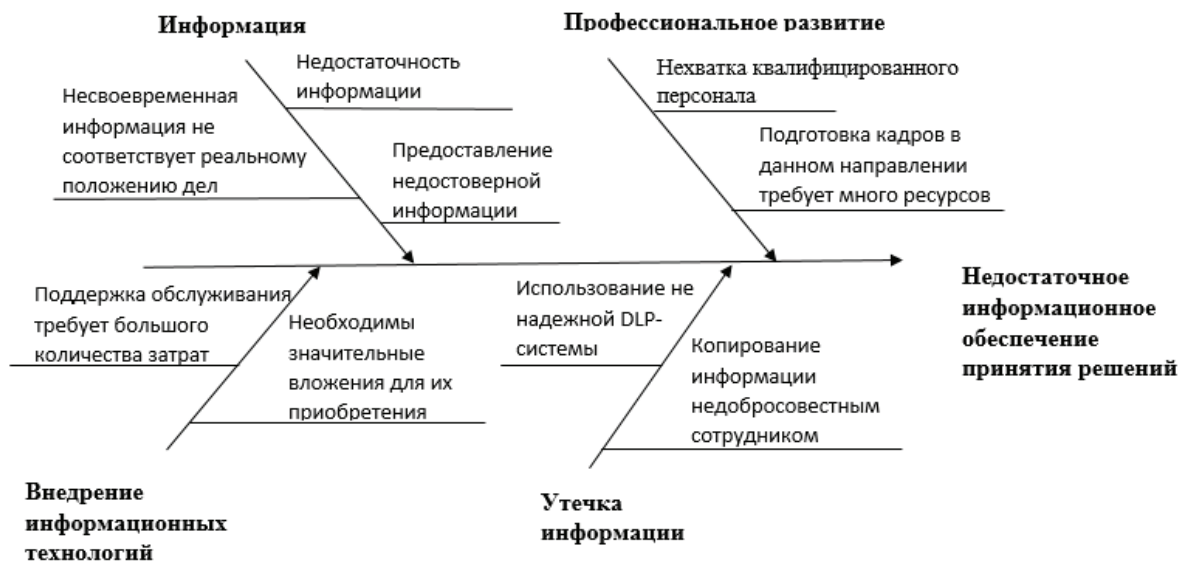 Информация
Профессиональное развитие
Недостаточность
информации
Несвоевременная
информация не
соответствует реальному
положению дел
Предоставление
недостоверной
информации
Нехватка квалифицированного
персонала
Подготовка кадров в
данном направлении
требует много ресурсов
Недостаточное
информационное
обеспечение
принятия решений
Поддержка обслуживания
требует большого
количества затрат
Необходимы
значительные
вложения для их
приобретения
Использование не
надежной DLP-
системы
Копирование
информации
недобросовестным
сотрудником
Внедрение
информационных
технологий
Утечка
информации